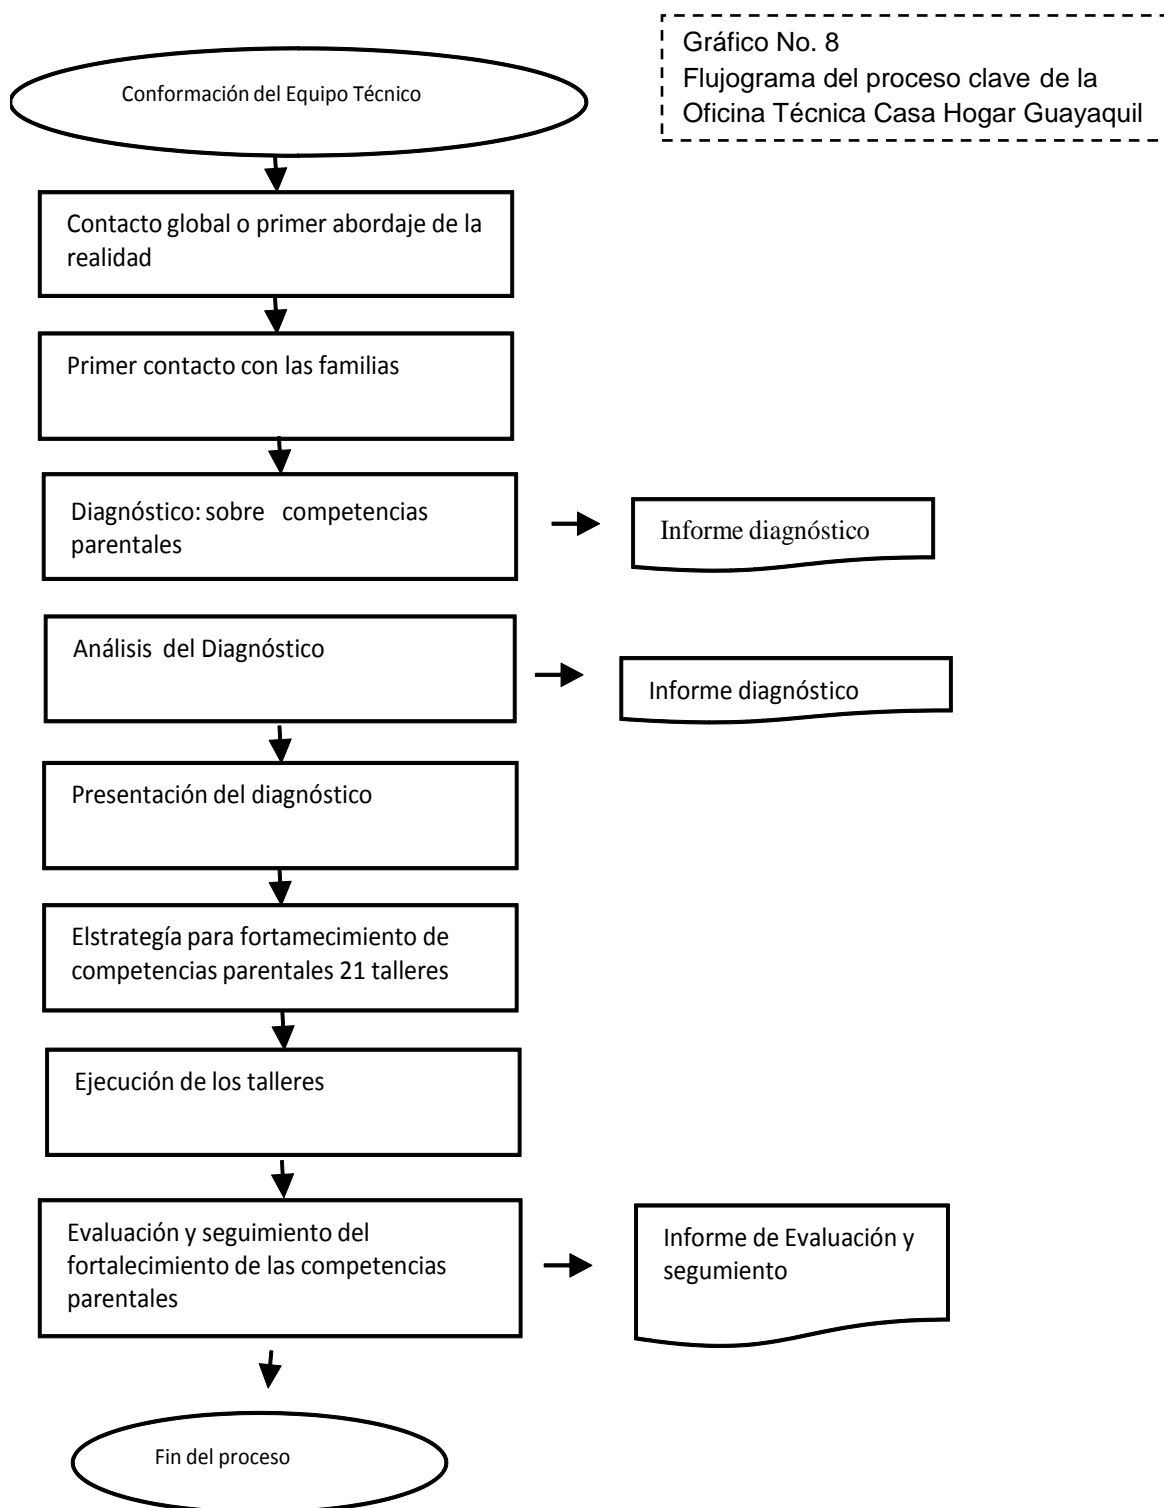 Gráfico No. 8
Flujograma del proceso clave de la
Oficina Técnica Casa Hogar Guayaquil
Conformación del Equipo Técnico
Contacto global o primer abordaje de la
realidad
Primer contacto con las familias
Diagnóstico: sobre competencias
parentales
Informe diagnóstico
Análisis del Diagnóstico
Informe diagnóstico
Presentación del diagnóstico
Elstrategía para fortamecimiento de
competencias parentales 21 talleres
Ejecución de los talleres
Evaluación y seguimiento del
fortalecimiento de las competencias
parentales
Informe de Evaluación y
segumiento
Fin del proceso